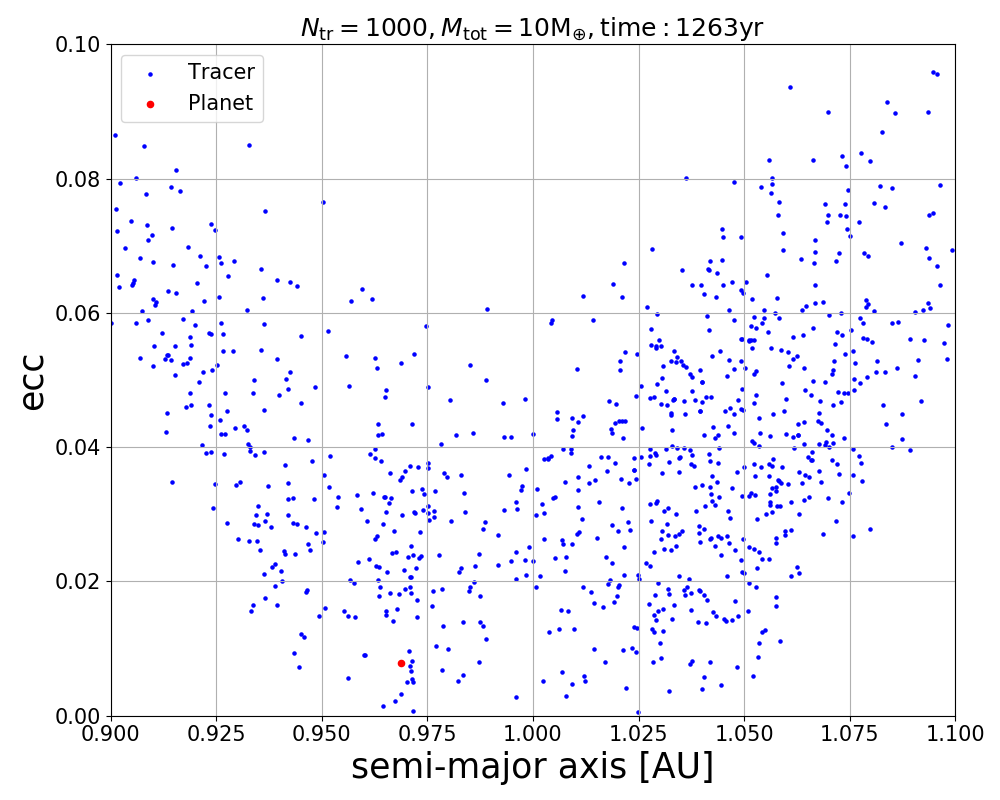 N_tr = 1000, M_tot = 10M_⊕, time : 1263yr
0.10
Tracer
Planet
0.08
0.06
ecc
0.04
0.02
0.00
0.900 0.925 0.950 0.975 1.000 1.025 1.050 1.075 1.100
semi-major axis [AU]